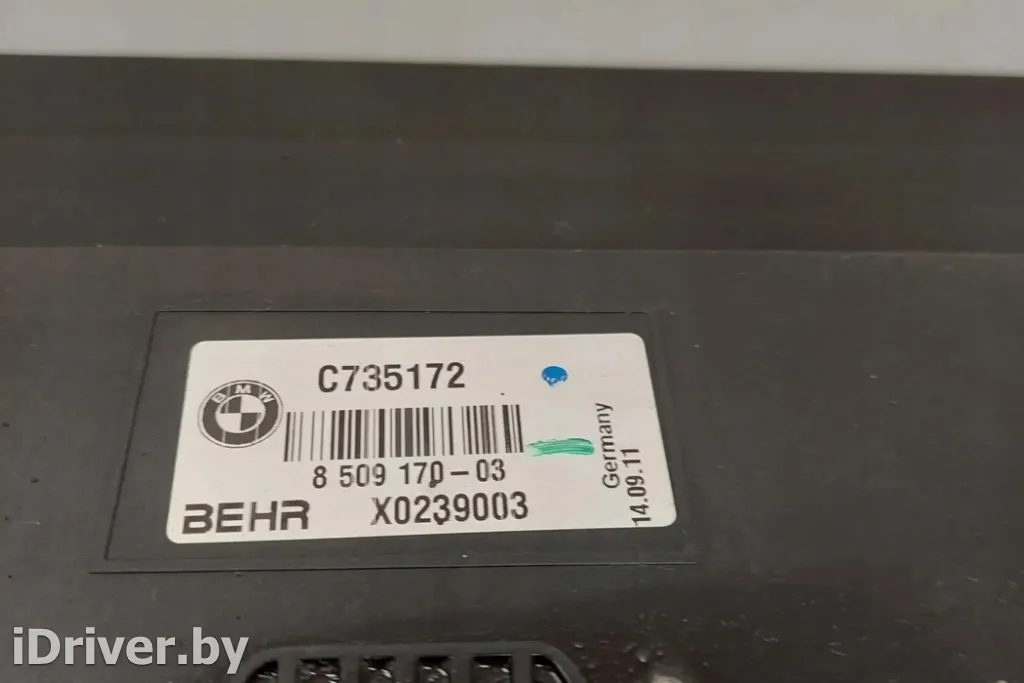 C735172
BMW
8 509 170-03
BEHR X0239003
Germany
14.09.11
iDriver.by